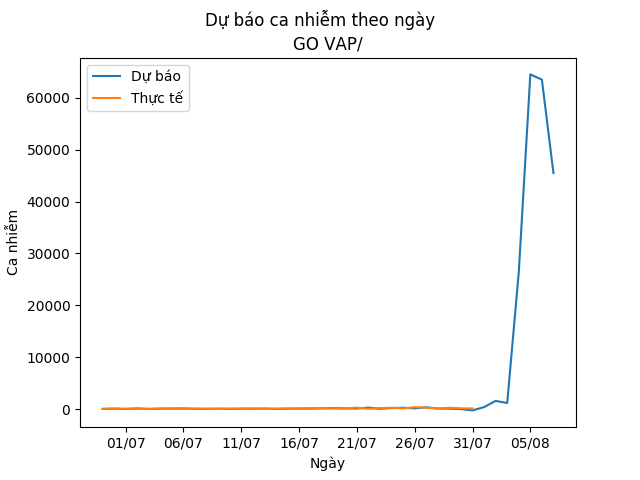 Dự báo ca nhiễm theo ngày
GO VAP/
Dự báo
Thực tế
60000
50000
40000
30000
20000
10000
0
Ca nhiễm
01/07 06/07 11/07 16/07 21/07 26/07 31/07 05/08
Ngày